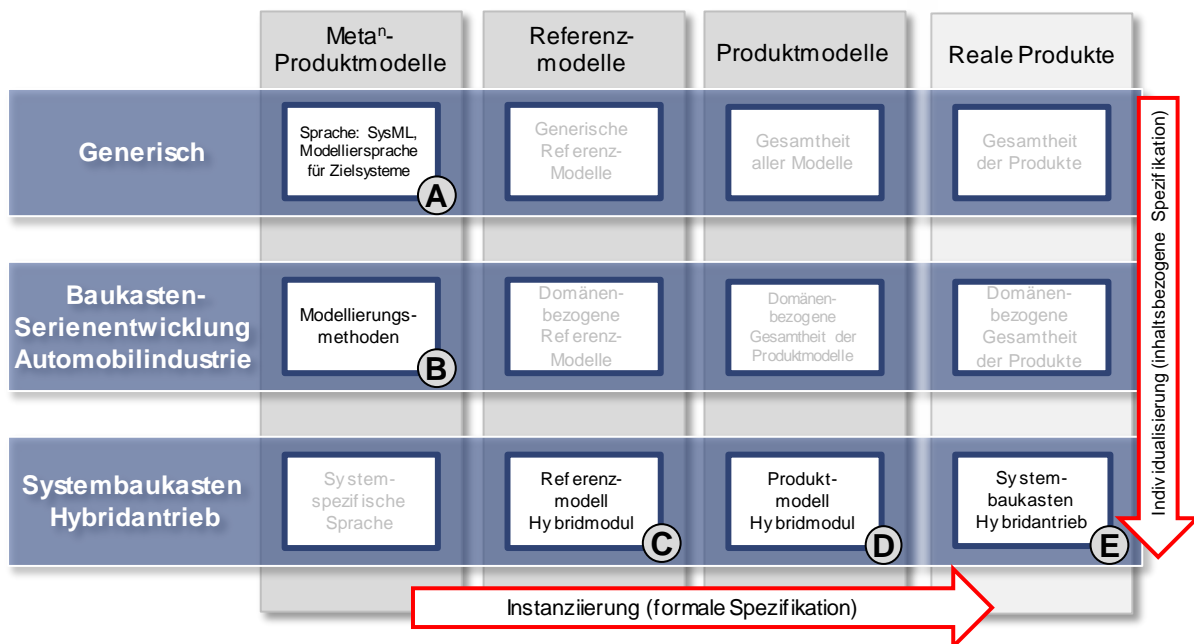 Metaⁿ-
Produktmodelle
Referenz-
modelle
Produktmodelle
Reale Produkte
Generisch
Sprache: SysML,
Modelliersprache
für Zielsysteme
A
Generische
Referenz-
Modelle
Gesamtheit
aller Modelle
Gesamtheit
der Produkte
Baukasten-
Serienentwicklung
Automobilindustrie
Modellierungs-
methoden
B
Domänen-
bezogene
Referenz-
Modelle
Domänen-
bezogene
Gesamtheit der
Produktmodelle
Domänen-
bezogene
Gesamtheit
der Produkte
Systembaukasten
Hybridantrieb
System-
spezifische
Sprache
Referenz-
modell
Hybridmodul
C
Produkt-
modell
Hybridmodul
D
System-
baukasten
Hybridantrieb
E
Individualisierung (inhaltsbezogene Spezifikation)
Instanziierung (formale Spezifikation)